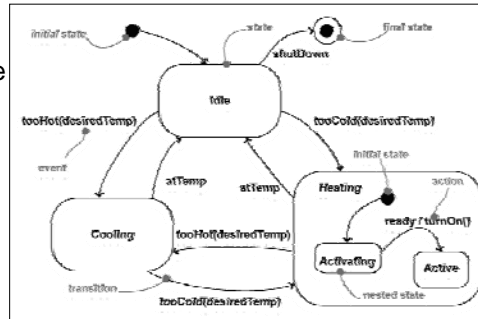 initial state
state
final state
e
shutDown
Idle
tooHot(desiredTemp)
tooCold(desiredTemp)
event
initial state
action
atTemp
atTemp
Heating
ready / turnOn()
Cooling
tooHot(desiredTemp)
Activating
Active
transition
tooCold(desiredTemp)
nested state